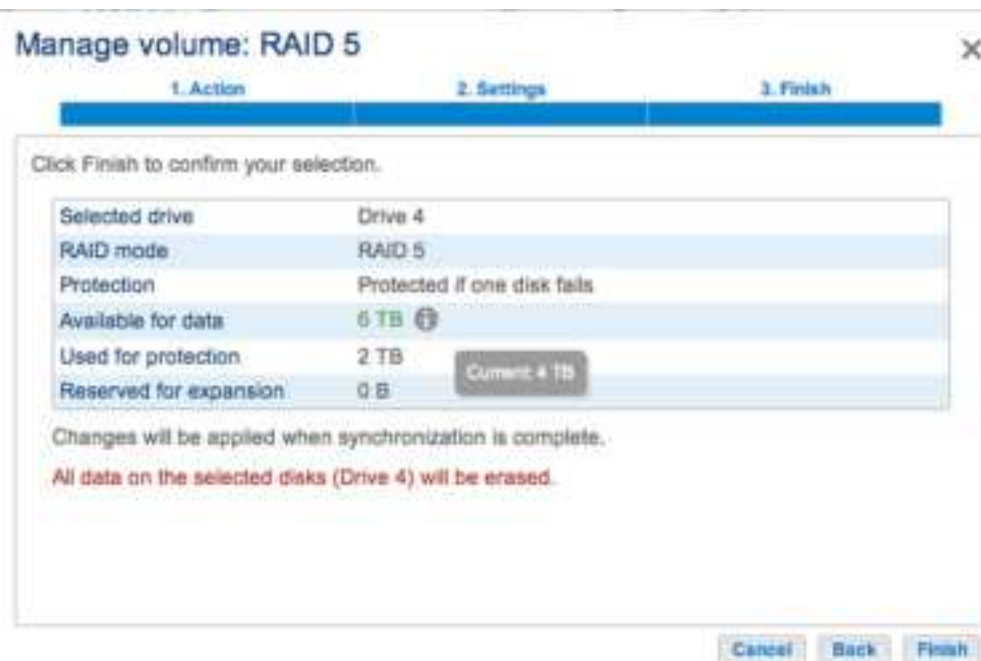 Manage volume: RAID 5
1. Action 2. Settings 3. Finish
Click Finish to confirm your selection.
Selected drive Drive 4
RAID mode RAID 5
Protection Protected if one disk fails
Available for data 6 TB
Used for protection 2 TB
Current: 4 TB
Reserved for expansion 0 B
Changes will be applied when synchronization is complete.
All data on the selected disks (Drive 4) will be erased.
Cancel Back Finish